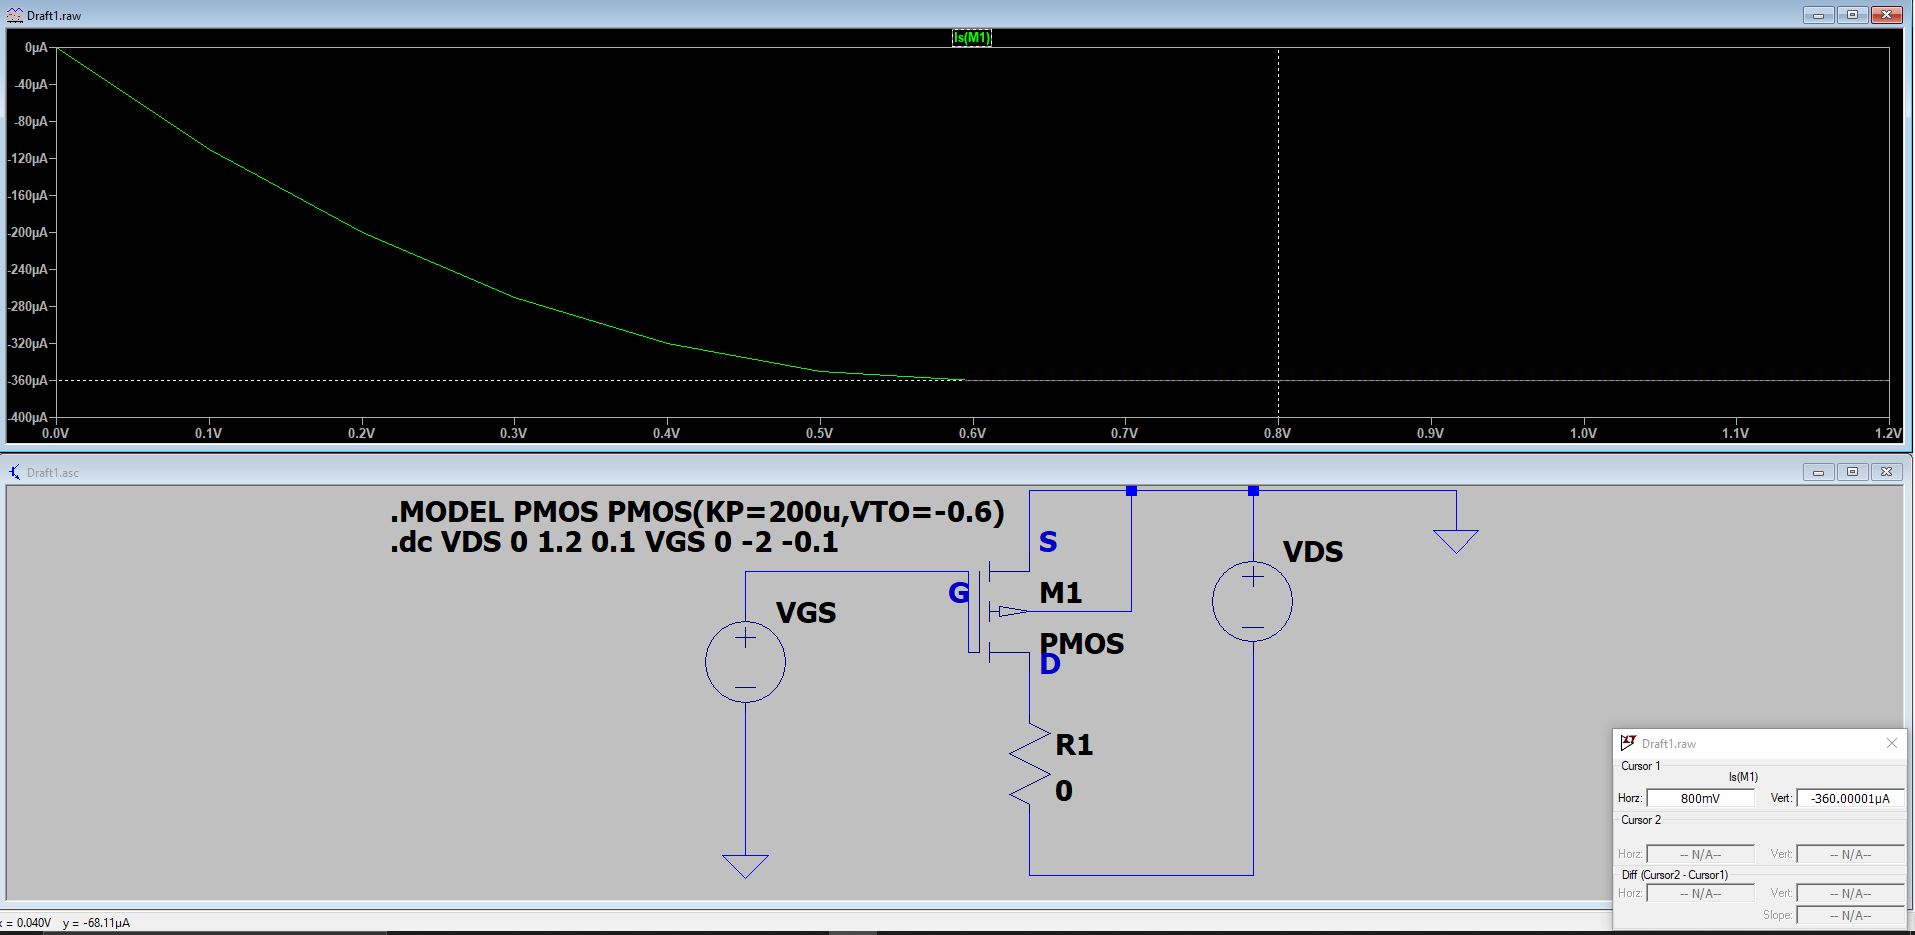 Draft1.raw
Is(M1)
0µA
-40µA
-80µA
-120µA
-160µA
-200µA
-240µA
-280µA
-320µA
-360µA
-400µA
0.0V 0.1V 0.2V 0.3V 0.4V 0.5V 0.6V 0.7V 0.8V 0.9V 1.0V 1.1V 1.2V
Draft1.asc
.MODEL PMOS PMOS(KP=200u,VTO=-0.6)
.dc VDS 0 1.2 0.1 VGS 0 -2 -0.1
S
VDS
G
M1
VGS
PMOS
D
R1
0
Draft1.raw
Cursor 1
Is(M1)
Horz: 800mV Vert: -360.00001µA
Cursor 2
Horz: -- N/A-- Vert: -- N/A--
Diff (Cursor2 - Cursor1)
Horz: -- N/A-- Vert: -- N/A--
Slope: -- N/A--
x = 0.040V y = -68.11µA